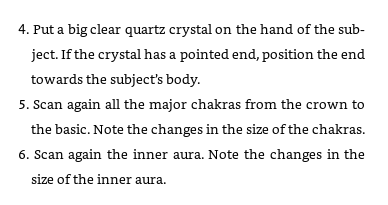 4. Put a big clear quartz crystal on the hand of the sub-
ject. If the crystal has a pointed end, position the end
towards the subject's body.
5. Scan again all the major chakras from the crown to
the basic. Note the changes in the size of the chakras.
6. Scan again the inner aura. Note the changes in the
size of the inner aura.